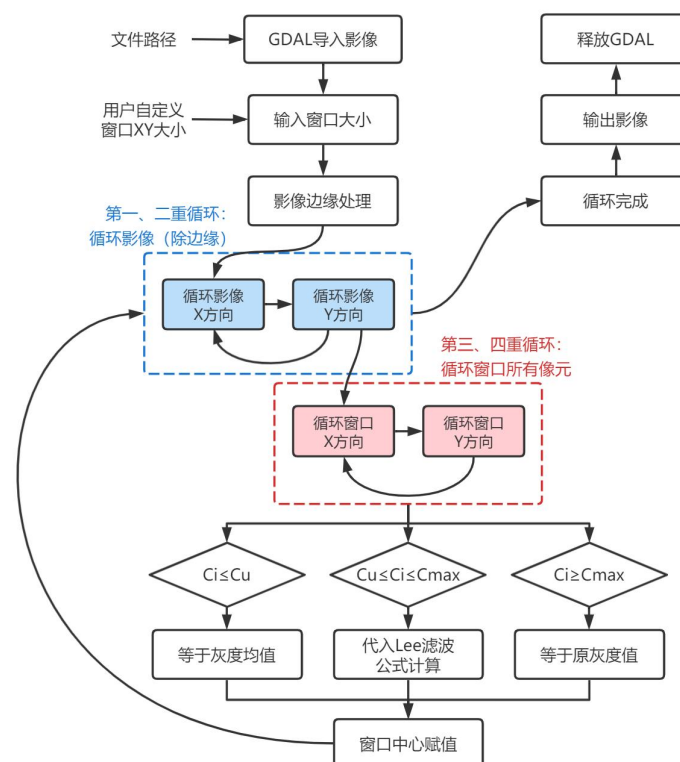 文件路径
GDAL导入影像
释放GDAL
用户自定义
窗口XY大小
输入窗口大小
输出影像
影像边缘处理
循环完成
第一、二重循环：
循环影像（除边缘）
循环影像
X方向
循环影像
Y方向
第三、四重循环：
循环窗口所有像元
循环窗口
X方向
循环窗口
Y方向
Ci≤Cu
Cu≤Ci≤Cmax
Ci≥Cmax
等于灰度均值
代入Lee滤波
公式计算
等于原灰度值
窗口中心赋值